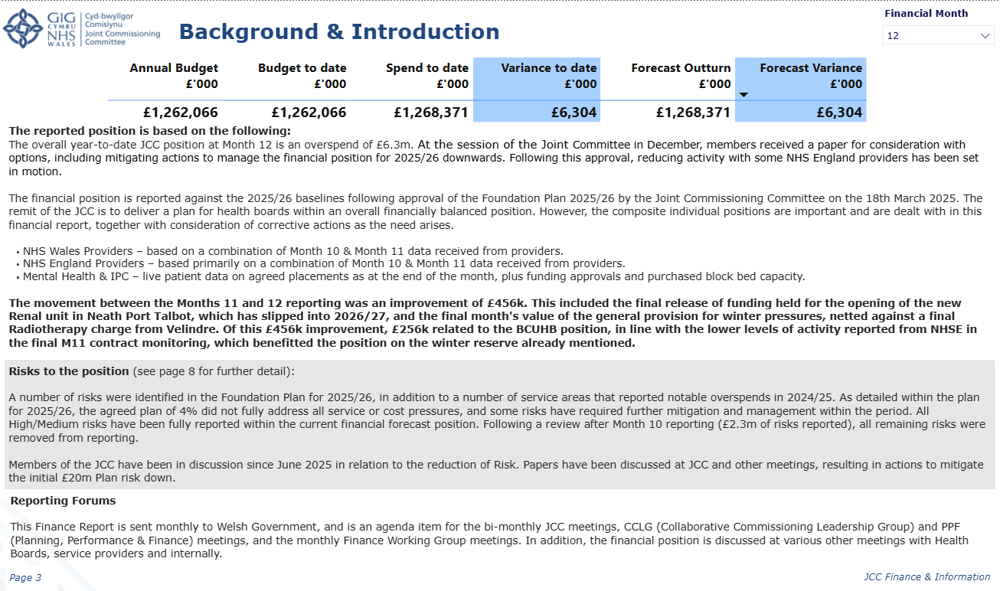 GIG
CYMRU
NHS
WALES
Cyd-bwyllgor
Comisiynu
Joint Commissioning
Committee
Background & Introduction
Financial Month
12
Annual Budget £'000
Budget to date £'000
Spend to date £'000
Variance to date £'000
Forecast Outturn £'000
Forecast Variance £'000
£1,262,066 £1,262,066 £1,268,371 £6,304 £1,268,371 £6,304
The reported position is based on the following:
The overall year-to-date JCC position at Month 12 is an overspend of £6.3m. At the session of the Joint Committee in December, members received a paper for consideration with
options, including mitigating actions to manage the financial position for 2025/26 downwards. Following this approval, reducing activity with some NHS England providers has been set
in motion.
The financial position is reported against the 2025/26 baselines following approval of the Foundation Plan 2025/26 by the Joint Commissioning Committee on the 18th March 2025. The
remit of the JCC is to deliver a plan for health boards within an overall financially balanced position. However, the composite individual positions are important and are dealt with in this
financial report, together with consideration of corrective actions as the need arises.
• NHS Wales Providers – based on a combination of Month 10 & Month 11 data received from providers.
• NHS England Providers – based primarily on a combination of Month 10 & Month 11 data received from providers.
• Mental Health & IPC – live patient data on agreed placements as at the end of the month, plus funding approvals and purchased block bed capacity.
The movement between the Months 11 and 12 reporting was an improvement of £456k. This included the final release of funding held for the opening of the new
Renal unit in Neath Port Talbot, which has slipped into 2026/27, and the final month's value of the general provision for winter pressures, netted against a final
Radiotherapy charge from Velindre. Of this £456k improvement, £256k related to the BCUHB position, in line with the lower levels of activity reported from NHSE in
the final M11 contract monitoring, which benefitted the position on the winter reserve already mentioned.
Risks to the position (see page 8 for further detail):
A number of risks were identified in the Foundation Plan for 2025/26, in addition to a number of service areas that reported notable overspends in 2024/25. As detailed within the plan
for 2025/26, the agreed plan of 4% did not fully address all service or cost pressures, and some risks have required further mitigation and management within the period. All
High/Medium risks have been fully reported within the current financial forecast position. Following a review after Month 10 reporting (£2.3m of risks reported), all remaining risks were
removed from reporting.
Members of the JCC have been in discussion since June 2025 in relation to the reduction of Risk. Papers have been discussed at JCC and other meetings, resulting in actions to mitigate
the initial £20m Plan risk down.
Reporting Forums
This Finance Report is sent monthly to Welsh Government, and is an agenda item for the bi-monthly JCC meetings, CCLG (Collaborative Commissioning Leadership Group) and PPF
(Planning, Performance & Finance) meetings, and the monthly Finance Working Group meetings. In addition, the financial position is discussed at various other meetings with Health
Boards, service providers and internally.
Page 3
JCC Finance & Information